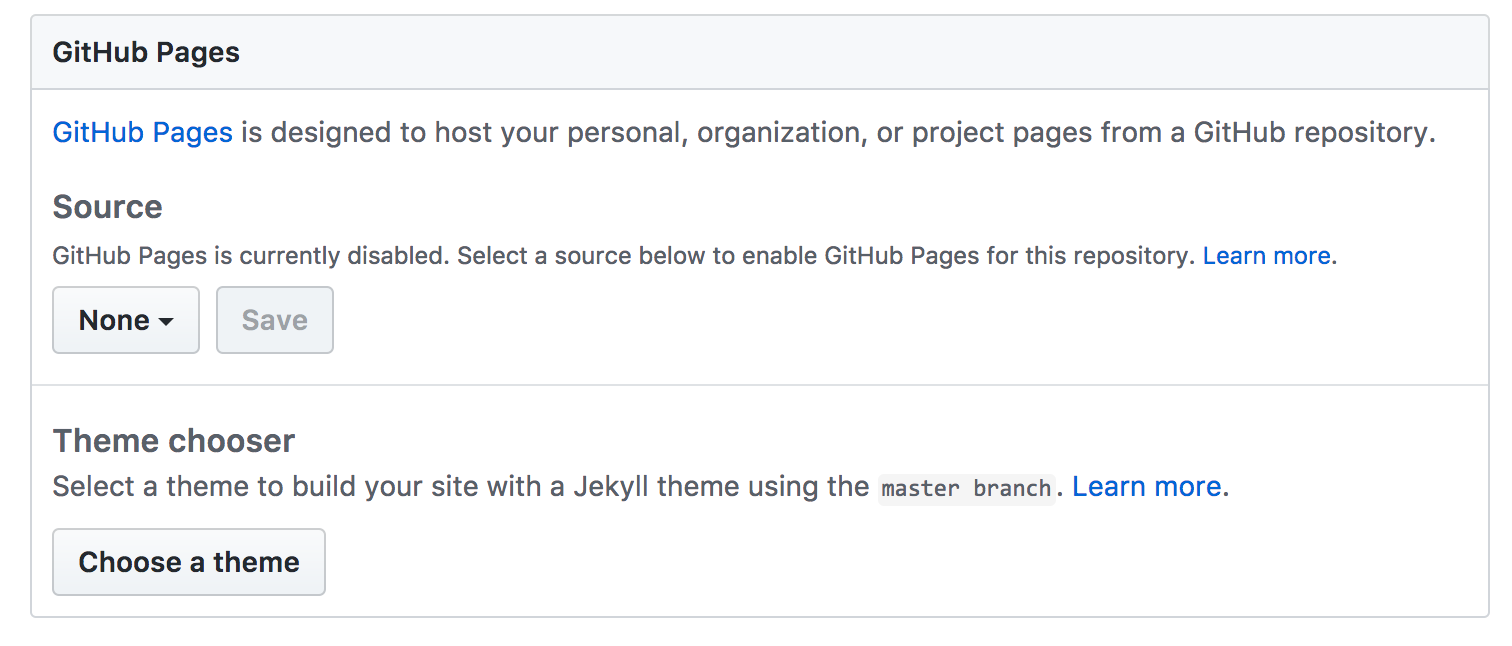 GitHub Pages
GitHub Pages is designed to host your personal, organization, or project pages from a GitHub repository.
Source
GitHub Pages is currently disabled. Select a source below to enable GitHub Pages for this repository. Learn more.
None Save
Theme chooser
Select a theme to build your site with a Jekyll theme using the master branch. Learn more.
Choose a theme